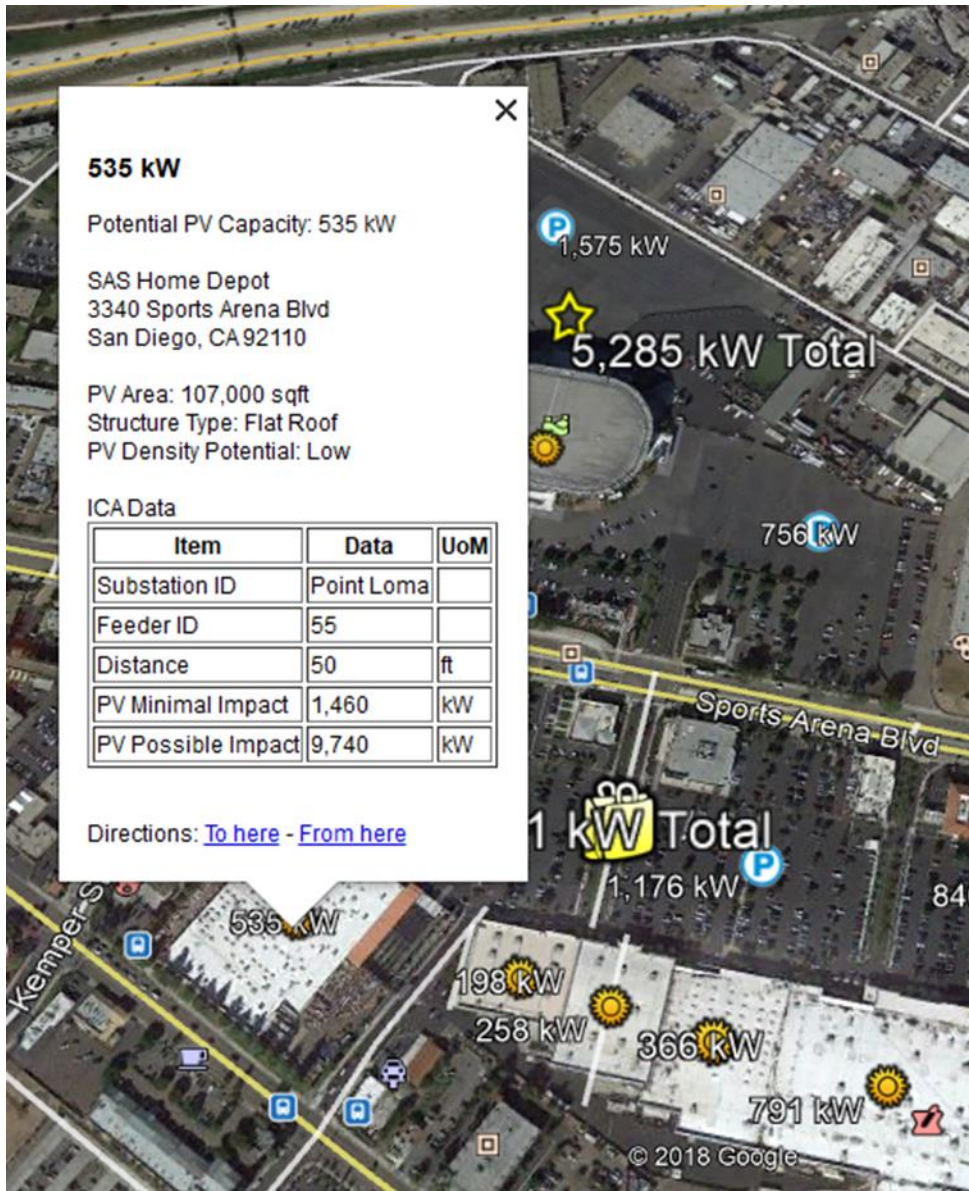 535 kW
Potential PV Capacity: 535 kW
SAS Home Depot
3340 Sports Arena Blvd
San Diego, CA 92110
PV Area: 107,000 sqft
Structure Type: Flat Roof
PV Density Potential: Low
ICA Data
Item Data UoM
Substation ID Point Loma
Feeder ID 55
Distance 50 ft
PV Minimal Impact 1,460 kW
PV Possible Impact 9,740 kW
Directions: To here - From here
P
1,575 kW
5,285 kW Total
756 kW
P
Sports Arena Blvd
1 kW Total
1,176 kW
P
84
535 kW
Kemper S
198 kW
258 kW
366 kW
791 kW
© 2018 Google